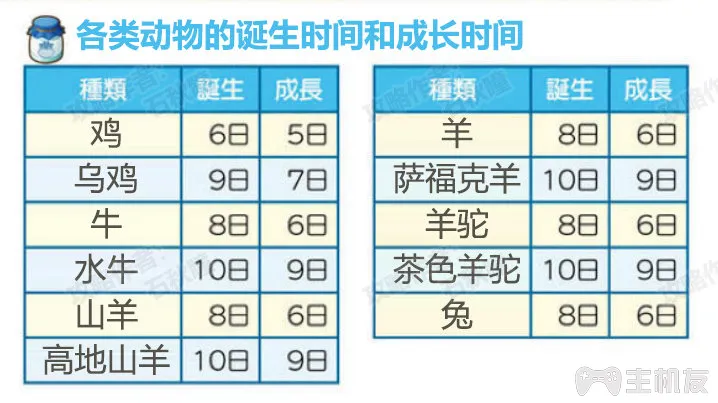 各类动物的诞生时间和成长时间
種類 誕生 成長
鸡 6日 5日
乌鸡 9日 7日
牛 8日 6日
水牛 10日 9日
山羊 8日 6日
高地山羊 10日 9日
種類 誕生 成長
羊 8日 6日
萨福克羊 10日 9日
羊驼 8日 6日
茶色羊驼 10日 9日
兔 8日 6日
主机友